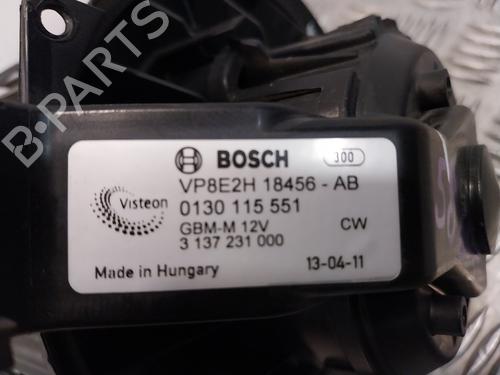 BOSCH
300
VP8E2H 18456 - AB
Visteon
0130 115 551
GBM-M 12V
CW
3 137 231 000
Made in Hungary
13-04-11
B-PARTS